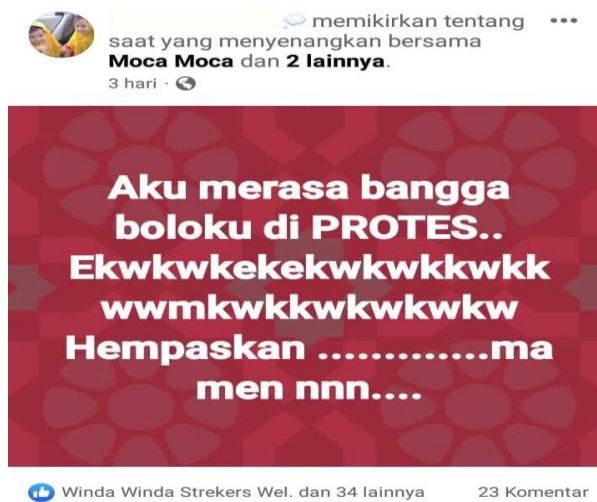 memikirkan tentang
saat yang menyenangkan bersama
Moca Moca dan 2 lainnya.
3 hari ·
Aku merasa bangga
boloku di PROTES..
Ekwkwkekekwkwkkwkk
wwmkwkkwkwkwkw
Hempaskan .............ma
men nnn....
Winda Winda Strekers Wel. dan 34 lainnya 23 Komentar